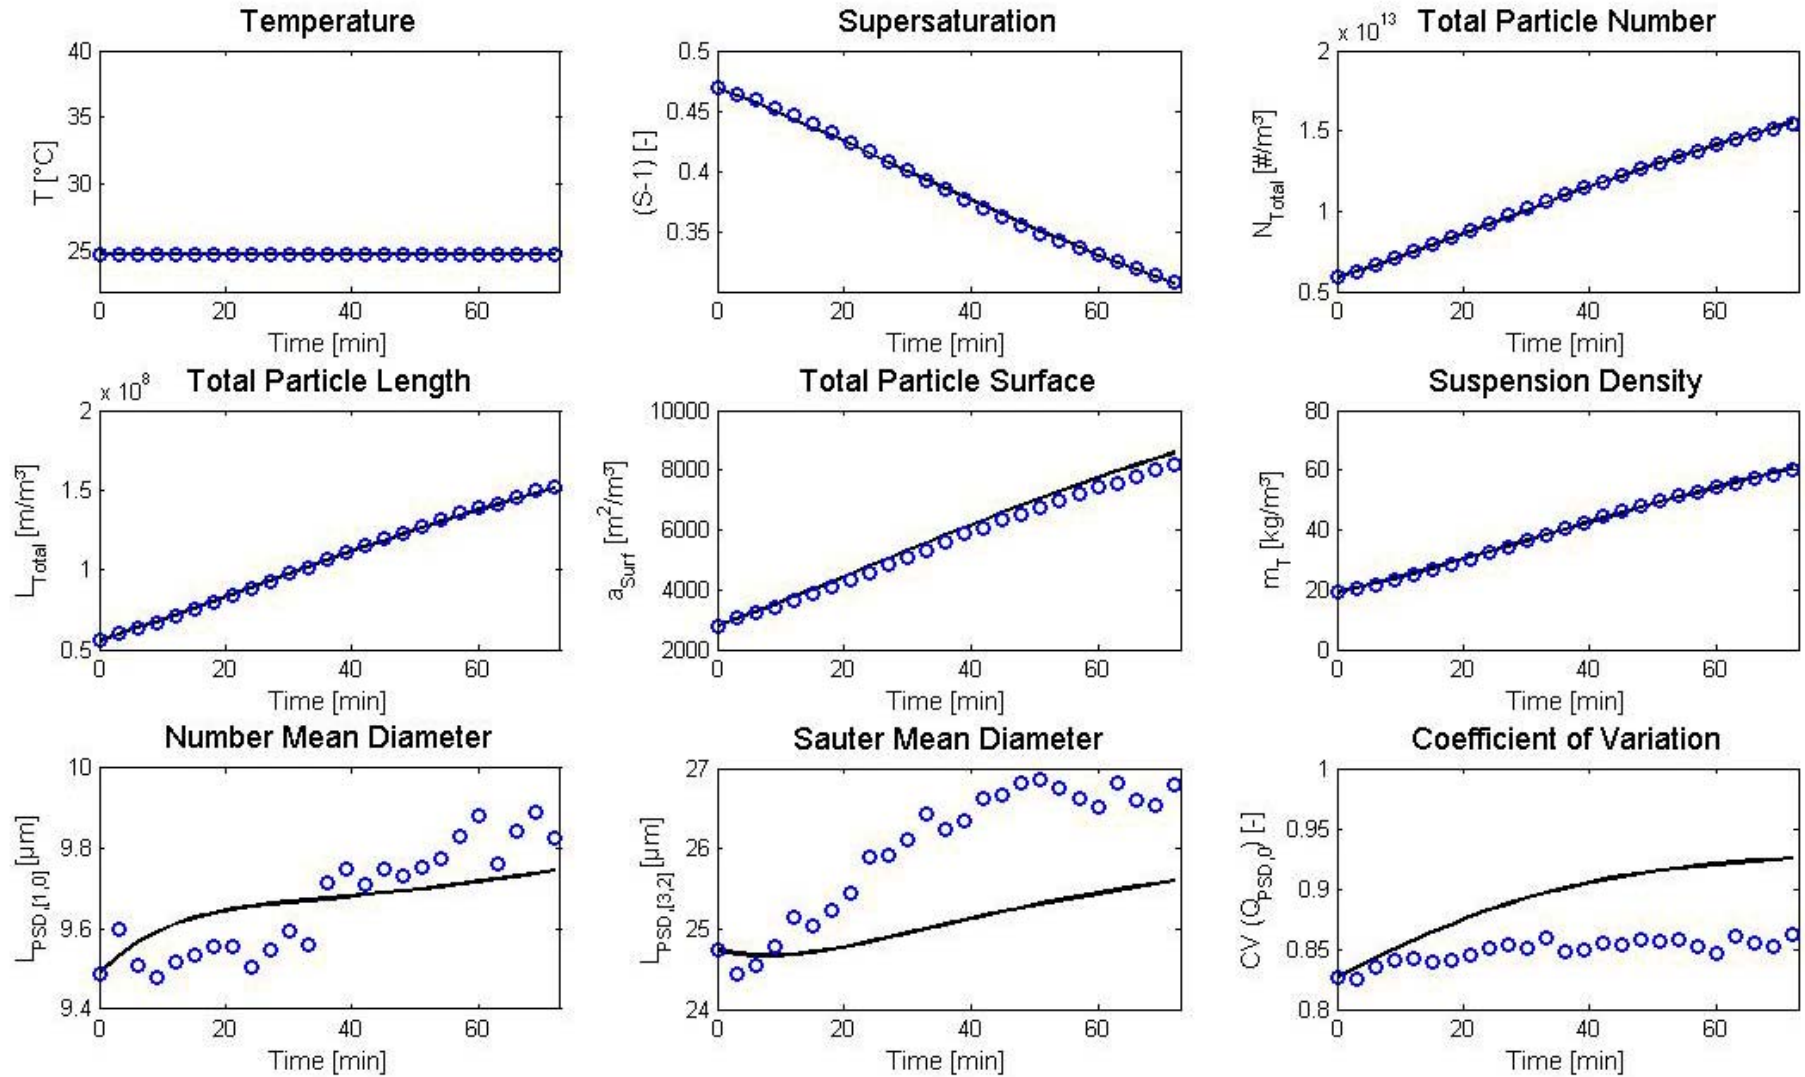 Temperature
T [°C]
40
35
30
25
0
20
40
60
Time [min]
Supersaturation
(S-1) [-]
0.5
0.45
0.4
0.35
0
20
40
60
Time [min]
Total Particle Number
x 10¹³
N_Total [#/m³]
2
1.5
1
0.5
0
20
40
60
Time [min]
Total Particle Length
x 10⁸
L_Total [m/m³]
2
1.5
1
0.5
0
20
40
60
Time [min]
Total Particle Surface
a_Surf [m²/m³]
10000
8000
6000
4000
2000
0
20
40
60
Time [min]
Suspension Density
m_T [kg/m³]
80
60
40
20
0
0
20
40
60
Time [min]
Number Mean Diameter
L_PSD,[1,0] [µm]
10
9.8
9.6
9.4
0
20
40
60
Time [min]
Sauter Mean Diameter
L_PSD,[3,2] [µm]
27
26
25
24
0
20
40
60
Time [min]
Coefficient of Variation
CV (Q_PSD,0) [-]
1
0.95
0.9
0.85
0.8
0
20
40
60
Time [min]